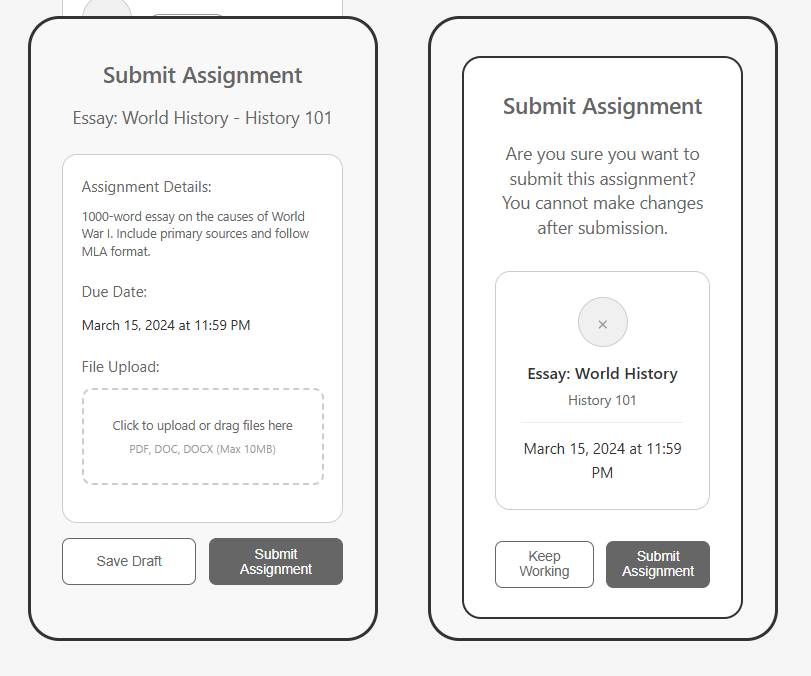 Submit Assignment
Essay: World History - History 101
Assignment Details:
1000-word essay on the causes of World
War I. Include primary sources and follow
MLA format.
Due Date:
March 15, 2024 at 11:59 PM
File Upload:
Click to upload or drag files here
PDF, DOC, DOCX (Max 10MB)
Save Draft
Submit
Assignment
Submit Assignment
Are you sure you want to
submit this assignment?
You cannot make changes
after submission.
×
Essay: World History
History 101
March 15, 2024 at 11:59
PM
Keep
Working
Submit
Assignment